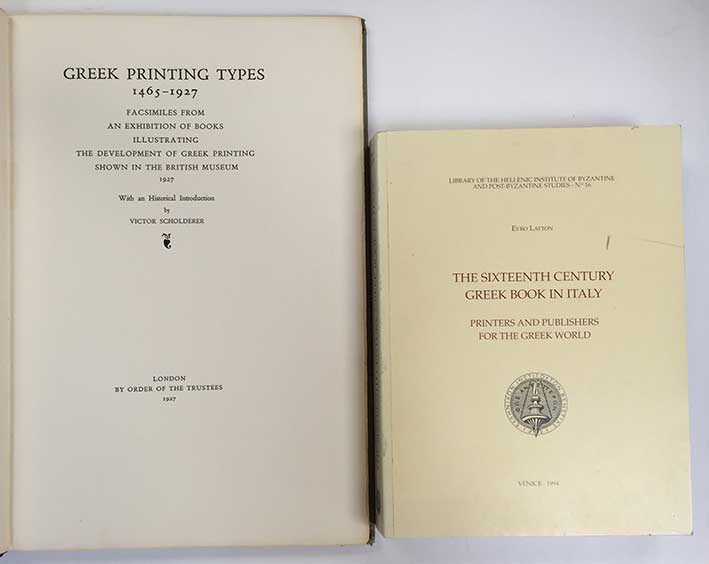 GREEK PRINTING TYPES
1465–1927
FACSIMILES FROM
AN EXHIBITION OF BOOKS
ILLUSTRATING
THE DEVELOPMENT OF GREEK PRINTING
SHOWN IN THE BRITISH MUSEUM
1927
With an Historical Introduction
by
VICTOR SCHOLDERER
LONDON
BY ORDER OF THE TRUSTEES
1927
LIBRARY OF THE HELLENIC INSTITUTE OF BYZANTINE
AND POST-BYZANTINE STUDIES - Nº 16
EVRO LAYTON
THE SIXTEENTH CENTURY
GREEK BOOK IN ITALY
PRINTERS AND PUBLISHERS
FOR THE GREEK WORLD
VENICE 1994